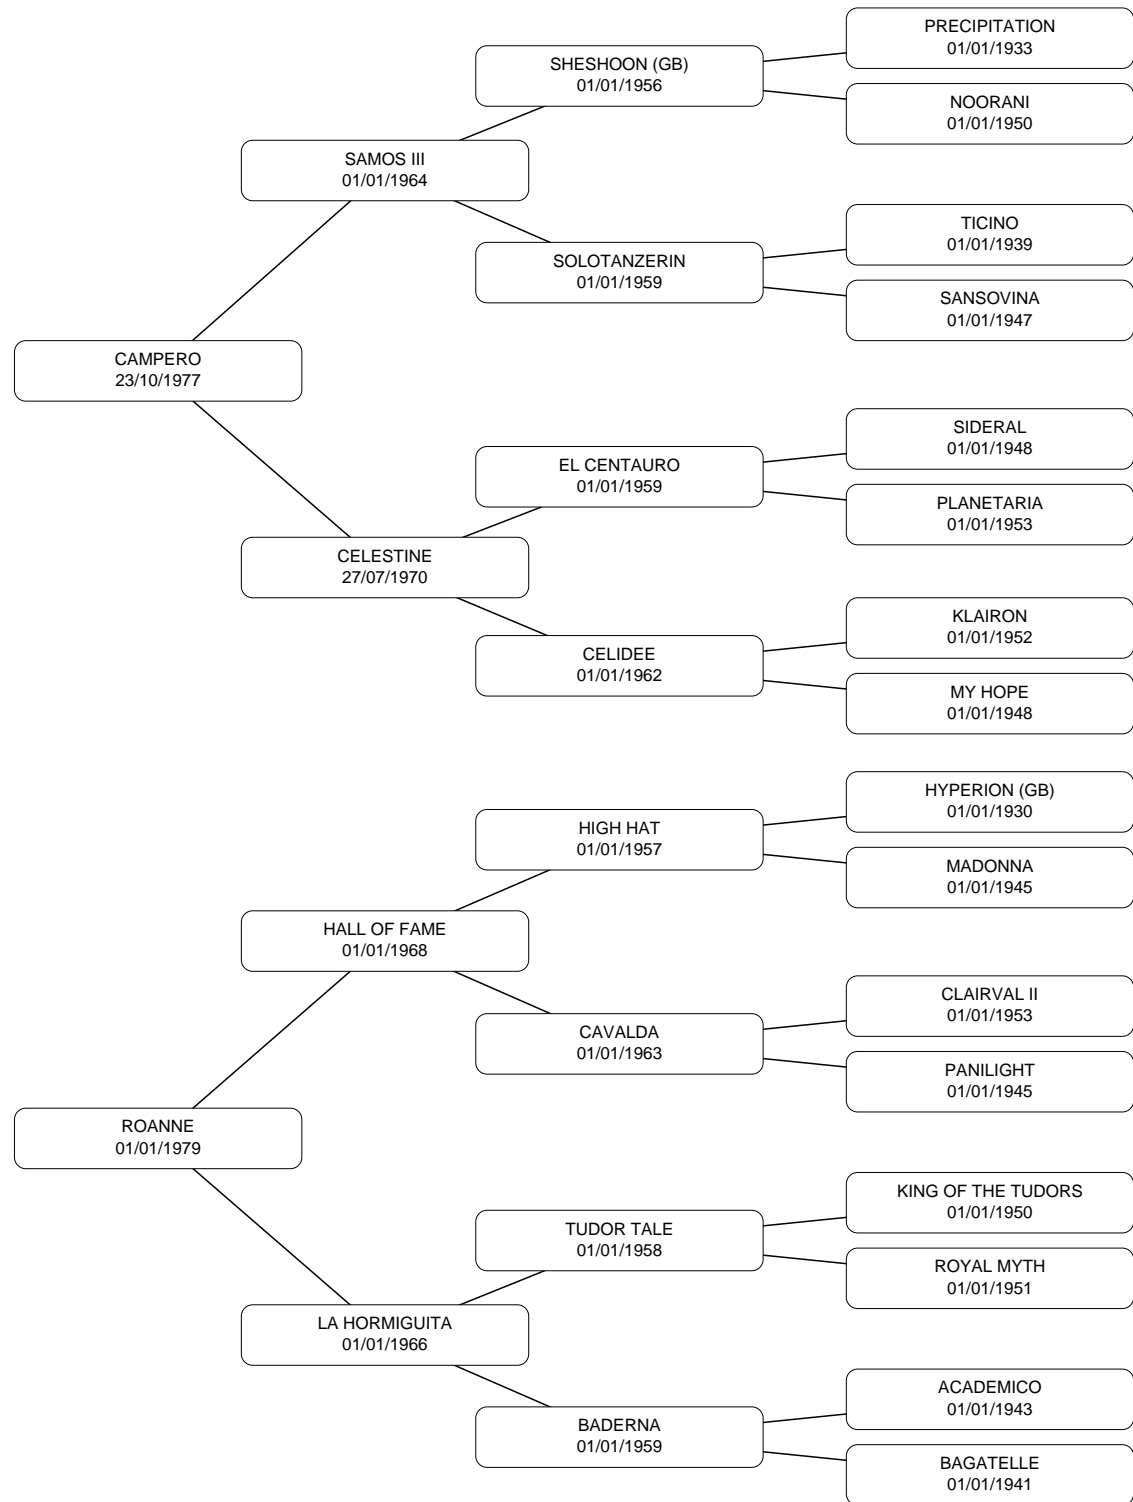 PRECIPITATION
01/01/1933
SHESHOON (GB)
01/01/1956
NOORANI
01/01/1950
SAMOS III
01/01/1964
TICINO
01/01/1939
SOLOTANZERIN
01/01/1959
SANSOVINA
01/01/1947
CAMPERO
23/10/1977
SIDERAL
01/01/1948
EL CENTAURO
01/01/1959
PLANETARIA
01/01/1953
CELESTINE
27/07/1970
KLAIRON
01/01/1952
CELIDEE
01/01/1962
MY HOPE
01/01/1948
HYPERION (GB)
01/01/1930
HIGH HAT
01/01/1957
MADONNA
01/01/1945
HALL OF FAME
01/01/1968
CLAIRVAL II
01/01/1953
CAVALDA
01/01/1963
PANILIGHT
01/01/1945
ROANNE
01/01/1979
KING OF THE TUDORS
01/01/1950
TUDOR TALE
01/01/1958
ROYAL MYTH
01/01/1951
LA HORMIGUITA
01/01/1966
ACADEMICO
01/01/1943
BADERNA
01/01/1959
BAGATELLE
01/01/1941